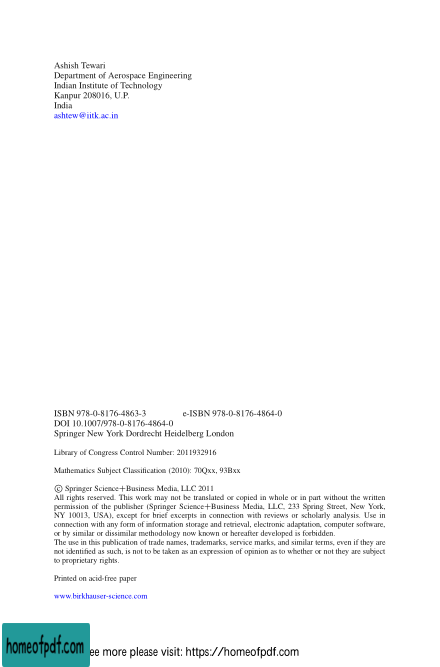 Ashish Tewari
Department of Aerospace Engineering
Indian Institute of Technology
Kanpur 208016, U.P.
India
ashtew@iitk.ac.in
ISBN 978-0-8176-4863-3 e-ISBN 978-0-8176-4864-0
DOI 10.1007/978-0-8176-4864-0
Springer New York Dordrecht Heidelberg London
Library of Congress Control Number: 2011932916
Mathematics Subject Classification (2010): 70Qxx, 93Bxx
© Springer Science+Business Media, LLC 2011
All rights reserved. This work may not be translated or copied in whole or in part without the written
permission of the publisher (Springer Science+Business Media, LLC, 233 Spring Street, New York,
NY 10013, USA), except for brief excerpts in connection with reviews or scholarly analysis. Use in
connection with any form of information storage and retrieval, electronic adaptation, computer software,
or by similar or dissimilar methodology now known or hereafter developed is forbidden.
The use in this publication of trade names, trademarks, service marks, and similar terms, even if they are
not identified as such, is not to be taken as an expression of opinion as to whether or not they are subject
to proprietary rights.
Printed on acid-free paper
www.birkhauser-science.com
homeofpdf.com
ee more please visit: https://homeofpdf.com